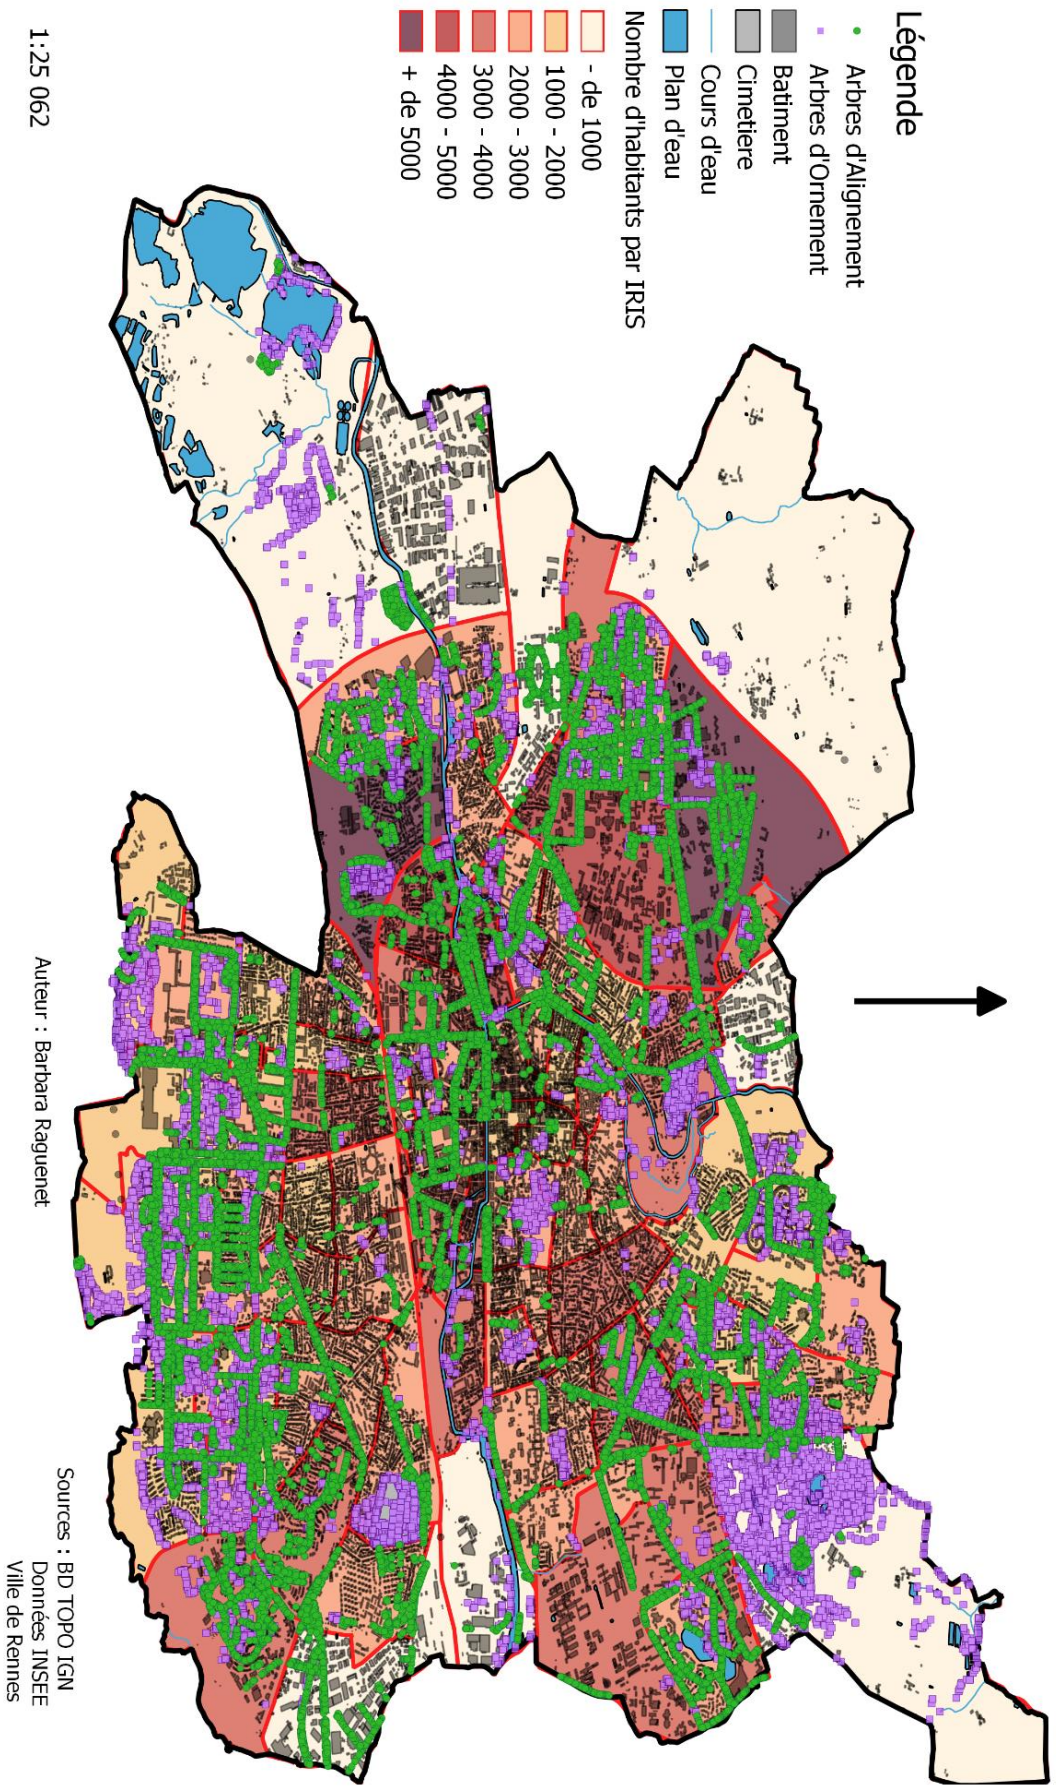 Légende
Arbres d'Alignement
Arbres d'Ornement
Batiment
Cimetiere
Cours d'eau
Plan d'eau
Nombre d'habitants par IRIS
- de 1000
1000 - 2000
2000 - 3000
3000 - 4000
4000 - 5000
+ de 5000
1:25 062
Auteur : Barbara Raguenet
Sources : BD TOPO IGN
Données INSEE
Ville de Rennes